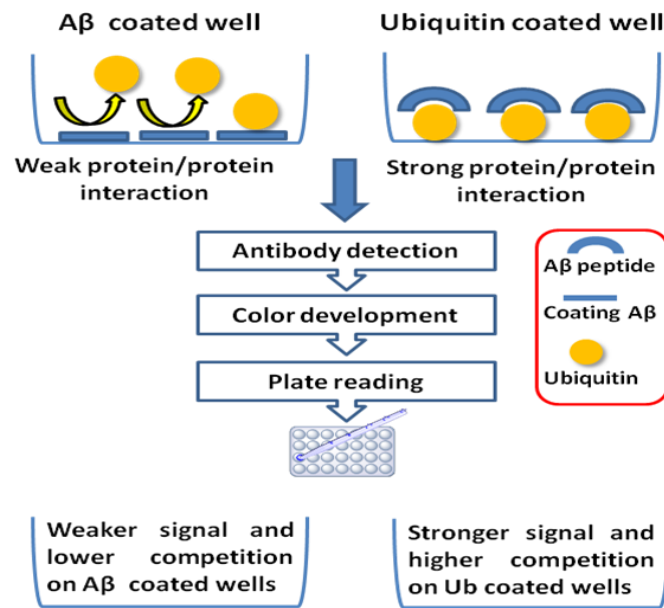 Aβ coated well
Ubiquitin coated well
Weak protein/protein
interaction
Strong protein/protein
interaction
Antibody detection
Color development
Plate reading
Aβ peptide
Coating Aβ
Ubiquitin
Weaker signal and
lower competition
on Aβ coated wells
Stronger signal and
higher competition
on Ub coated wells